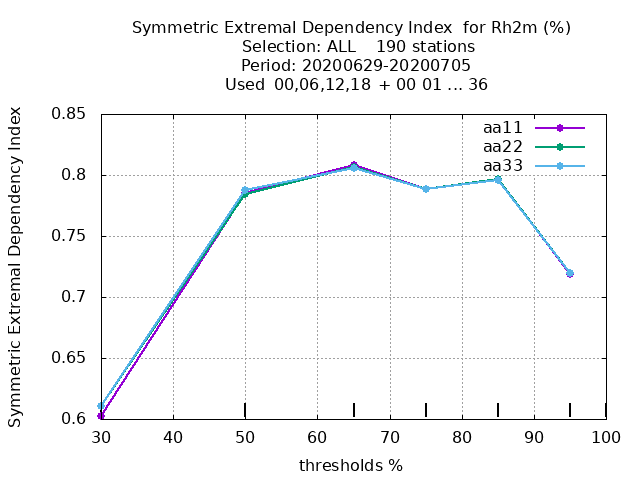 Symmetric Extremal Dependency Index for Rh2m (%)
Selection: ALL 190 stations
Period: 20200629-20200705
Used 00,06,12,18 + 00 01 ... 36
Symmetric Extremal Dependency Index
0.85
0.8
0.75
0.7
0.65
0.6
aa11
aa22
aa33
30 40 50 60 70 80 90 100
thresholds %